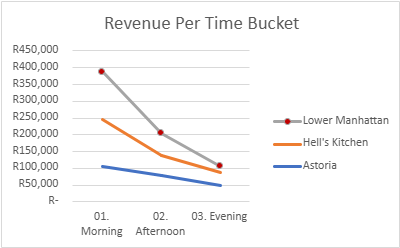 Revenue Per Time Bucket
R450,000
R400,000
R350,000
R300,000
R250,000
R200,000
R150,000
R100,000
R50,000
R-
01. Morning
02. Afternoon
03. Evening
Lower Manhattan
Hell's Kitchen
Astoria